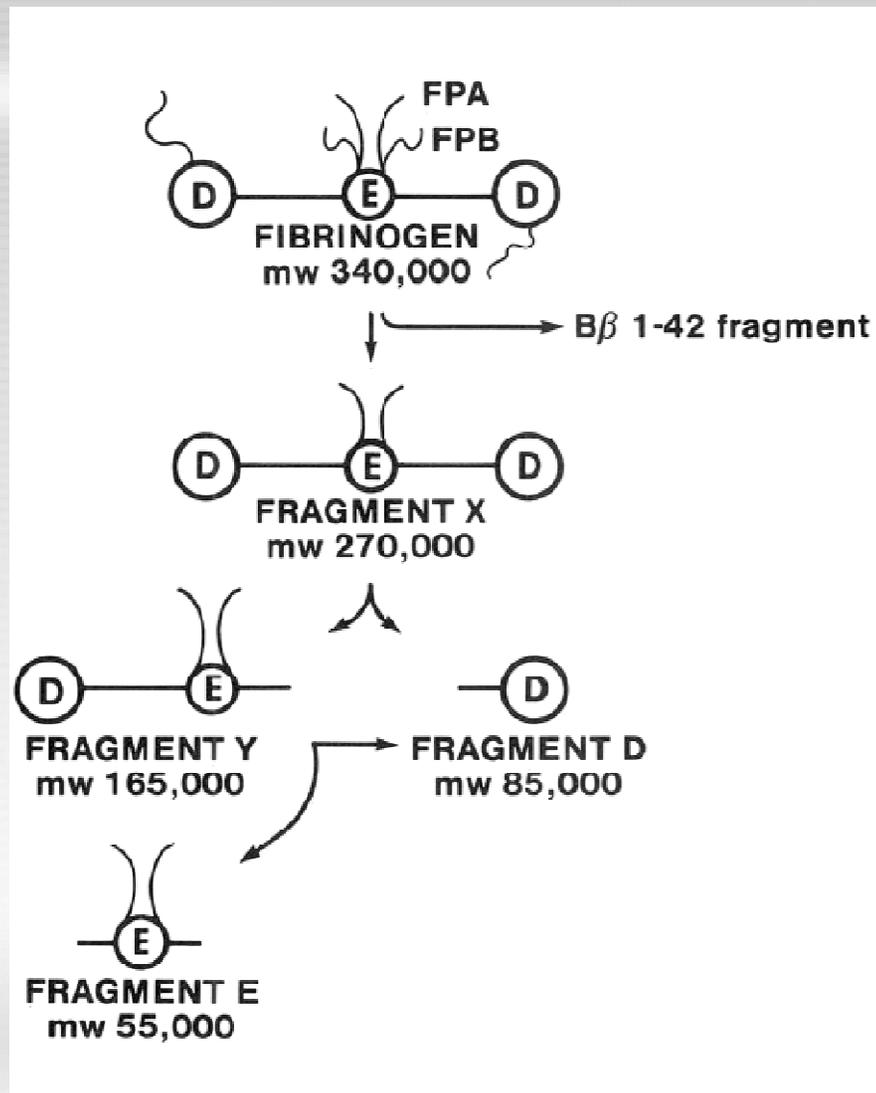 FPA
FPB
D
E
D
FIBRINOGEN
mw 340,000
Bβ 1-42 fragment
D
E
D
FRAGMENT X
mw 270,000
D
E
D
FRAGMENT Y
mw 165,000
FRAGMENT D
mw 85,000
E
FRAGMENT E
mw 55,000